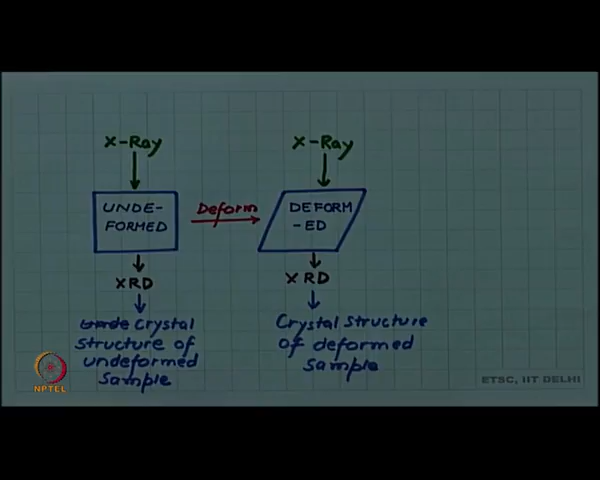 X-Ray
X-Ray
UNDE-
FORMED
Deform
DEFORM
-ED
XRD
XRD
Crystal
Structure of
undeformed
Sample
Crystal Structure
of deformed
Sample
NPTEL
ETSC, IIT DELHI